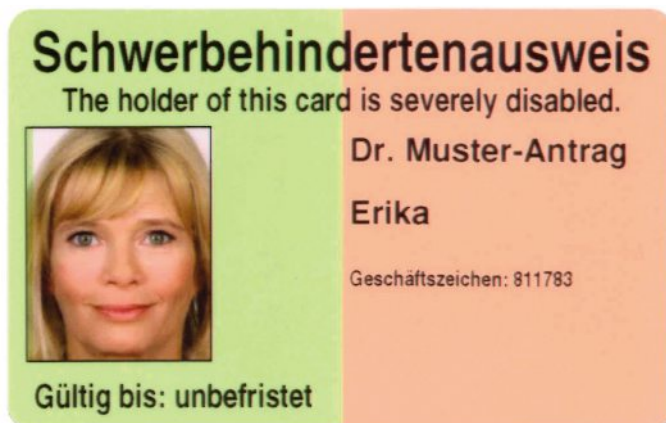 Schwerbehindertenausweis
The holder of this card is severely disabled.
Dr. Muster-Antrag
Erika
Geschäftszeichen: 811783
Gültig bis: unbefristet